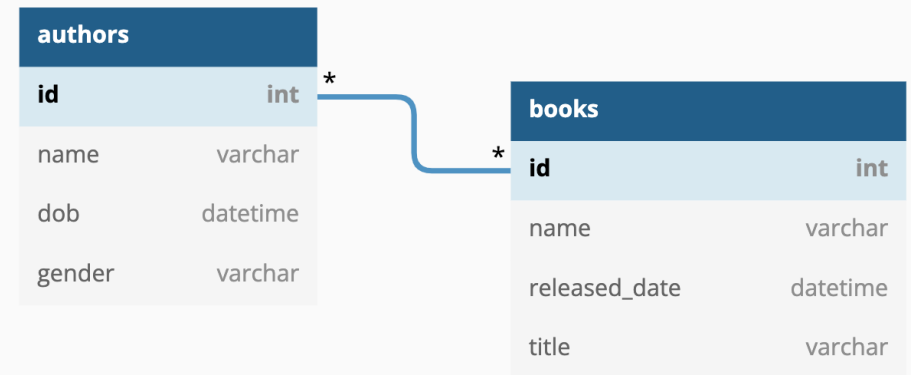 authors
id int
name varchar
dob datetime
gender varchar
*
*
books
id int
name varchar
released_date datetime
title varchar